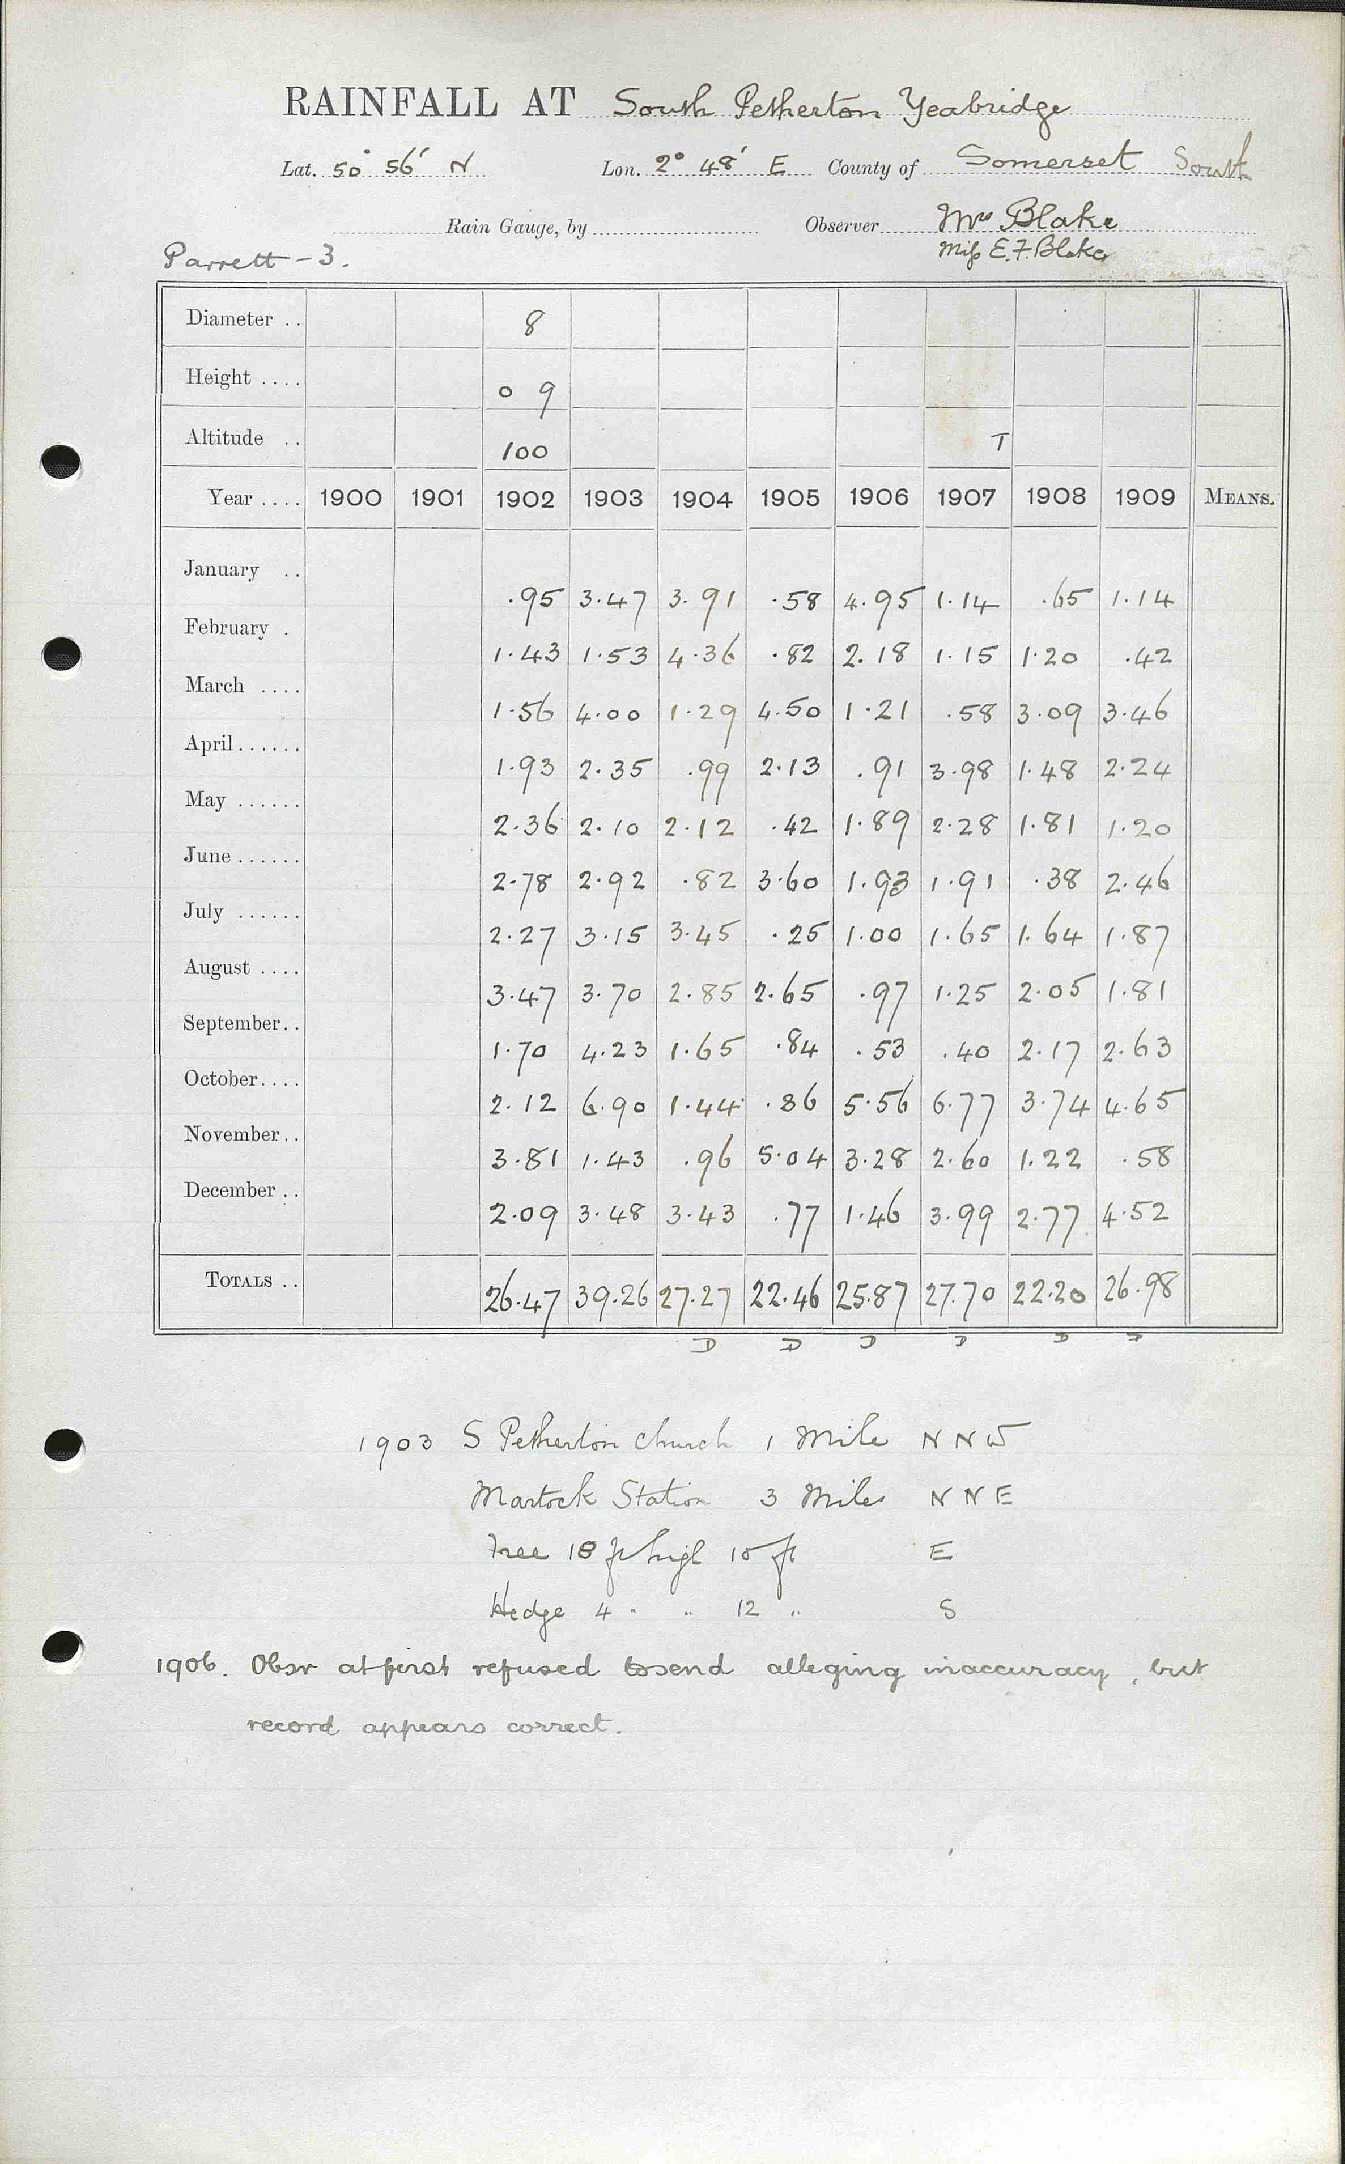 RAINFALL AT South Petherton Yeabridge
Lat. 50° 56' N Lon. 2° 48' E County of Somerset South
Rain Gauge, by Observer Mrs Blake
Parrett - 3. Miss E. F. Blake
Diameter .. 8
Height .... 0 9
Altitude .. 100 T
Year .... 1900 1901 1902 1903 1904 1905 1906 1907 1908 1909 MEANS.
January .. .95 3.47 3.91 .58 4.95 1.14 .65 1.14
February . 1.43 1.53 4.36 .82 2.18 1.15 1.20 .42
March .... 1.56 4.00 1.29 4.50 1.21 .58 3.09 3.46
April...... 1.93 2.35 .99 2.13 .91 3.98 1.48 2.24
May ...... 2.36 2.10 2.12 .42 1.89 2.28 1.81 1.20
June...... 2.78 2.92 .82 3.60 1.93 1.91 .38 2.46
July ...... 2.27 3.15 3.45 .25 1.00 1.65 1.64 1.87
August .... 3.47 3.70 2.85 2.65 .97 1.25 2.05 1.81
September.. 1.70 4.23 1.65 .84 .53 .40 2.17 2.63
October.... 2.12 6.90 1.44 .86 5.56 6.77 3.74 4.65
November.. 3.81 1.43 .96 5.04 3.28 2.60 1.22 .58
December .. 2.09 3.48 3.43 .77 1.46 3.99 2.77 4.52
TOTALS .. 26.47 39.26 27.27 22.46 25.87 27.70 22.20 26.98
D D D D D D
1903 S Petherton Church 1 Mile N N W
Martock Station 3 Miles N N E
Tree 18 ft high 15 ft E
Hedge 4 " " 12 " S
1906. Obsr at first refused to send alleging inaccuracy, but
record appears correct.